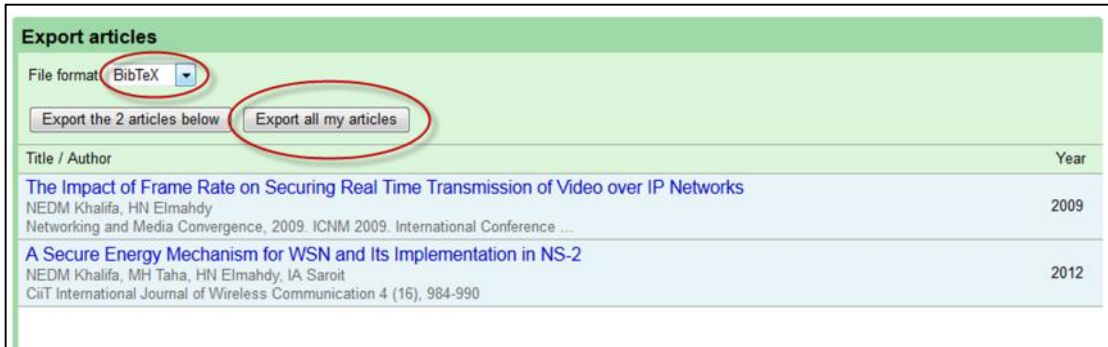 Export articles
File format: BibTeX
Export the 2 articles below Export all my articles
Title / Author Year
The Impact of Frame Rate on Securing Real Time Transmission of Video over IP Networks
NEDM Khalifa, HN Elmahdy 2009
Networking and Media Convergence, 2009. ICNM 2009. International Conference ...
A Secure Energy Mechanism for WSN and Its Implementation in NS-2
NEDM Khalifa, MH Taha, HN Elmahdy, IA Saroit 2012
CiiT International Journal of Wireless Communication 4 (16), 984-990